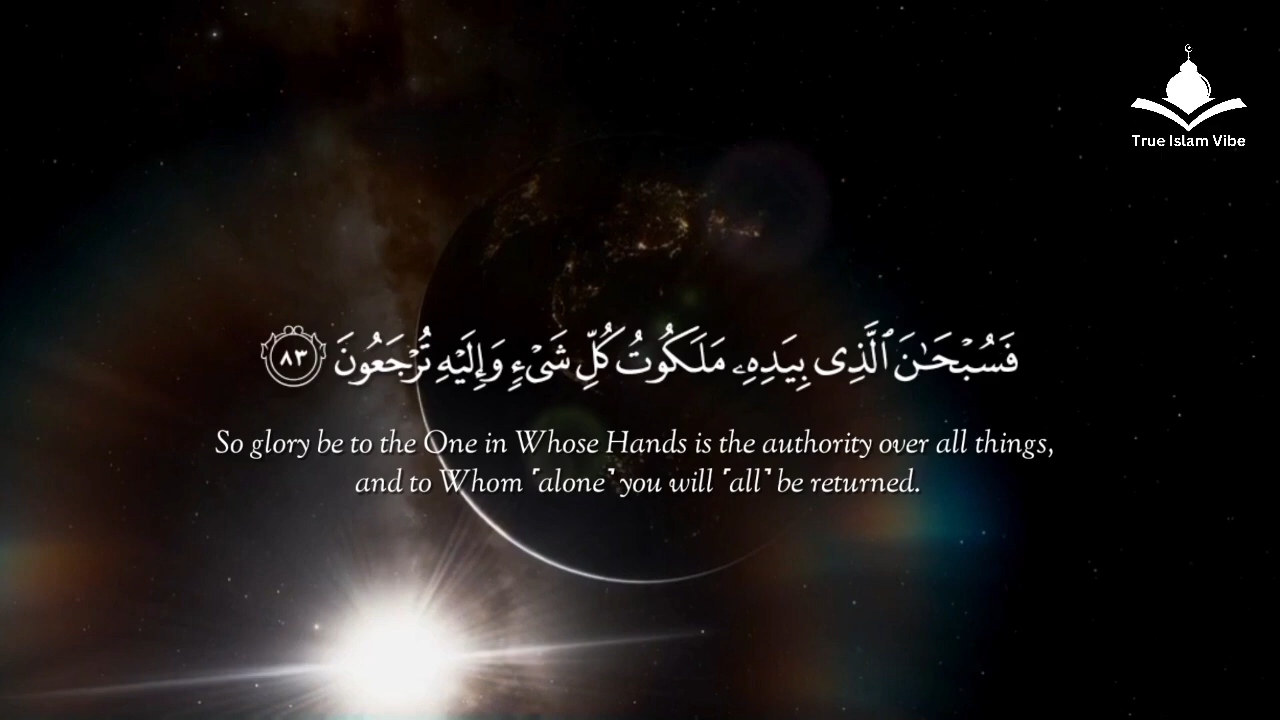 True Islam Vibe
فَسُبْحَـٰنَ ٱلَّذِى بِيَدِهِۦ مَلَكُوتُ كُلِّ شَىْءٍ وَإِلَيْهِ تُرْجَعُونَ ٨٣
So glory be to the One in Whose Hands is the authority over all things,
and to Whom ˹alone˺ you will ˹all˺ be returned.